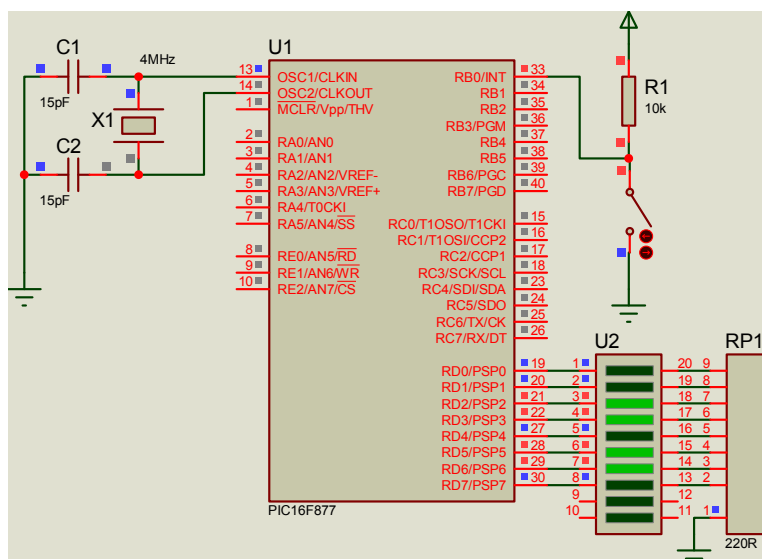 C1
15pF
4MHz
X1
C2
15pF
U1
13 OSC1/CLKIN
14 OSC2/CLKOUT
1 MCLR/Vpp/THV
2 RA0/AN0
3 RA1/AN1
4 RA2/AN2/VREF-
5 RA3/AN3/VREF+
6 RA4/T0CKI
7 RA5/AN4/SS
8 RE0/AN5/RD
9 RE1/AN6/WR
10 RE2/AN7/CS
RB0/INT 33
RB1 34
RB2 35
RB3/PGM 36
RB4 37
RB5 38
RB6/PGC 39
RB7/PGD 40
RC0/T1OSO/T1CKI 15
RC1/T1OSI/CCP2 16
RC2/CCP1 17
RC3/SCK/SCL 18
RC4/SDI/SDA 23
RC5/SDO 24
RC6/TX/CK 25
RC7/RX/DT 26
RD0/PSP0 19
RD1/PSP1 20
RD2/PSP2 21
RD3/PSP3 22
RD4/PSP4 27
RD5/PSP5 28
RD6/PSP6 29
RD7/PSP7 30
PIC16F877
R1
10k
U2
1 20
2 19
3 18
4 17
5 16
6 15
7 14
8 13
9 12
10 11
RP1
9
8
7
6
5
4
3
2
1
220R